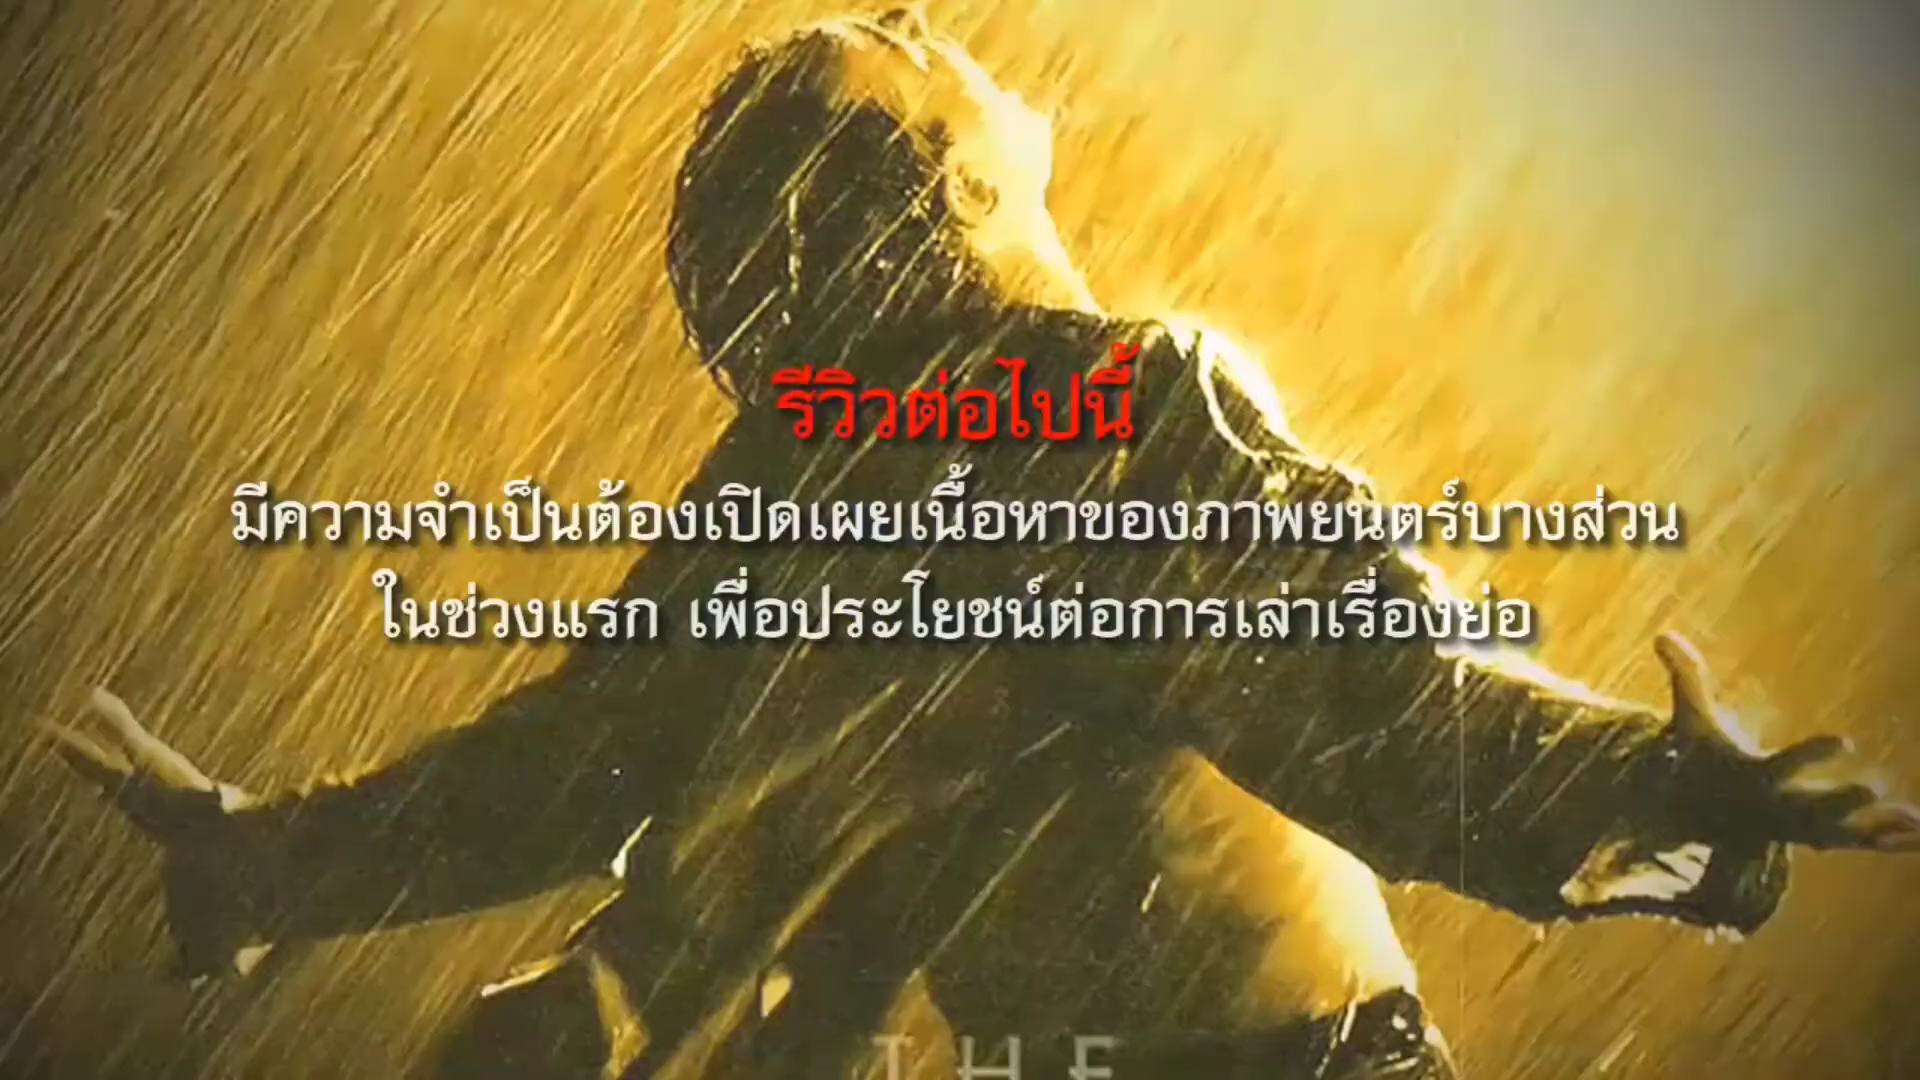 รีวิวต่อไปนี้
มีความจำเป็นต้องเปิดเผยเนื้อหาของภาพยนตร์บางส่วน
ในช่วงแรก เพื่อประโยชน์ต่อการเล่าเรื่องย่อ
THE